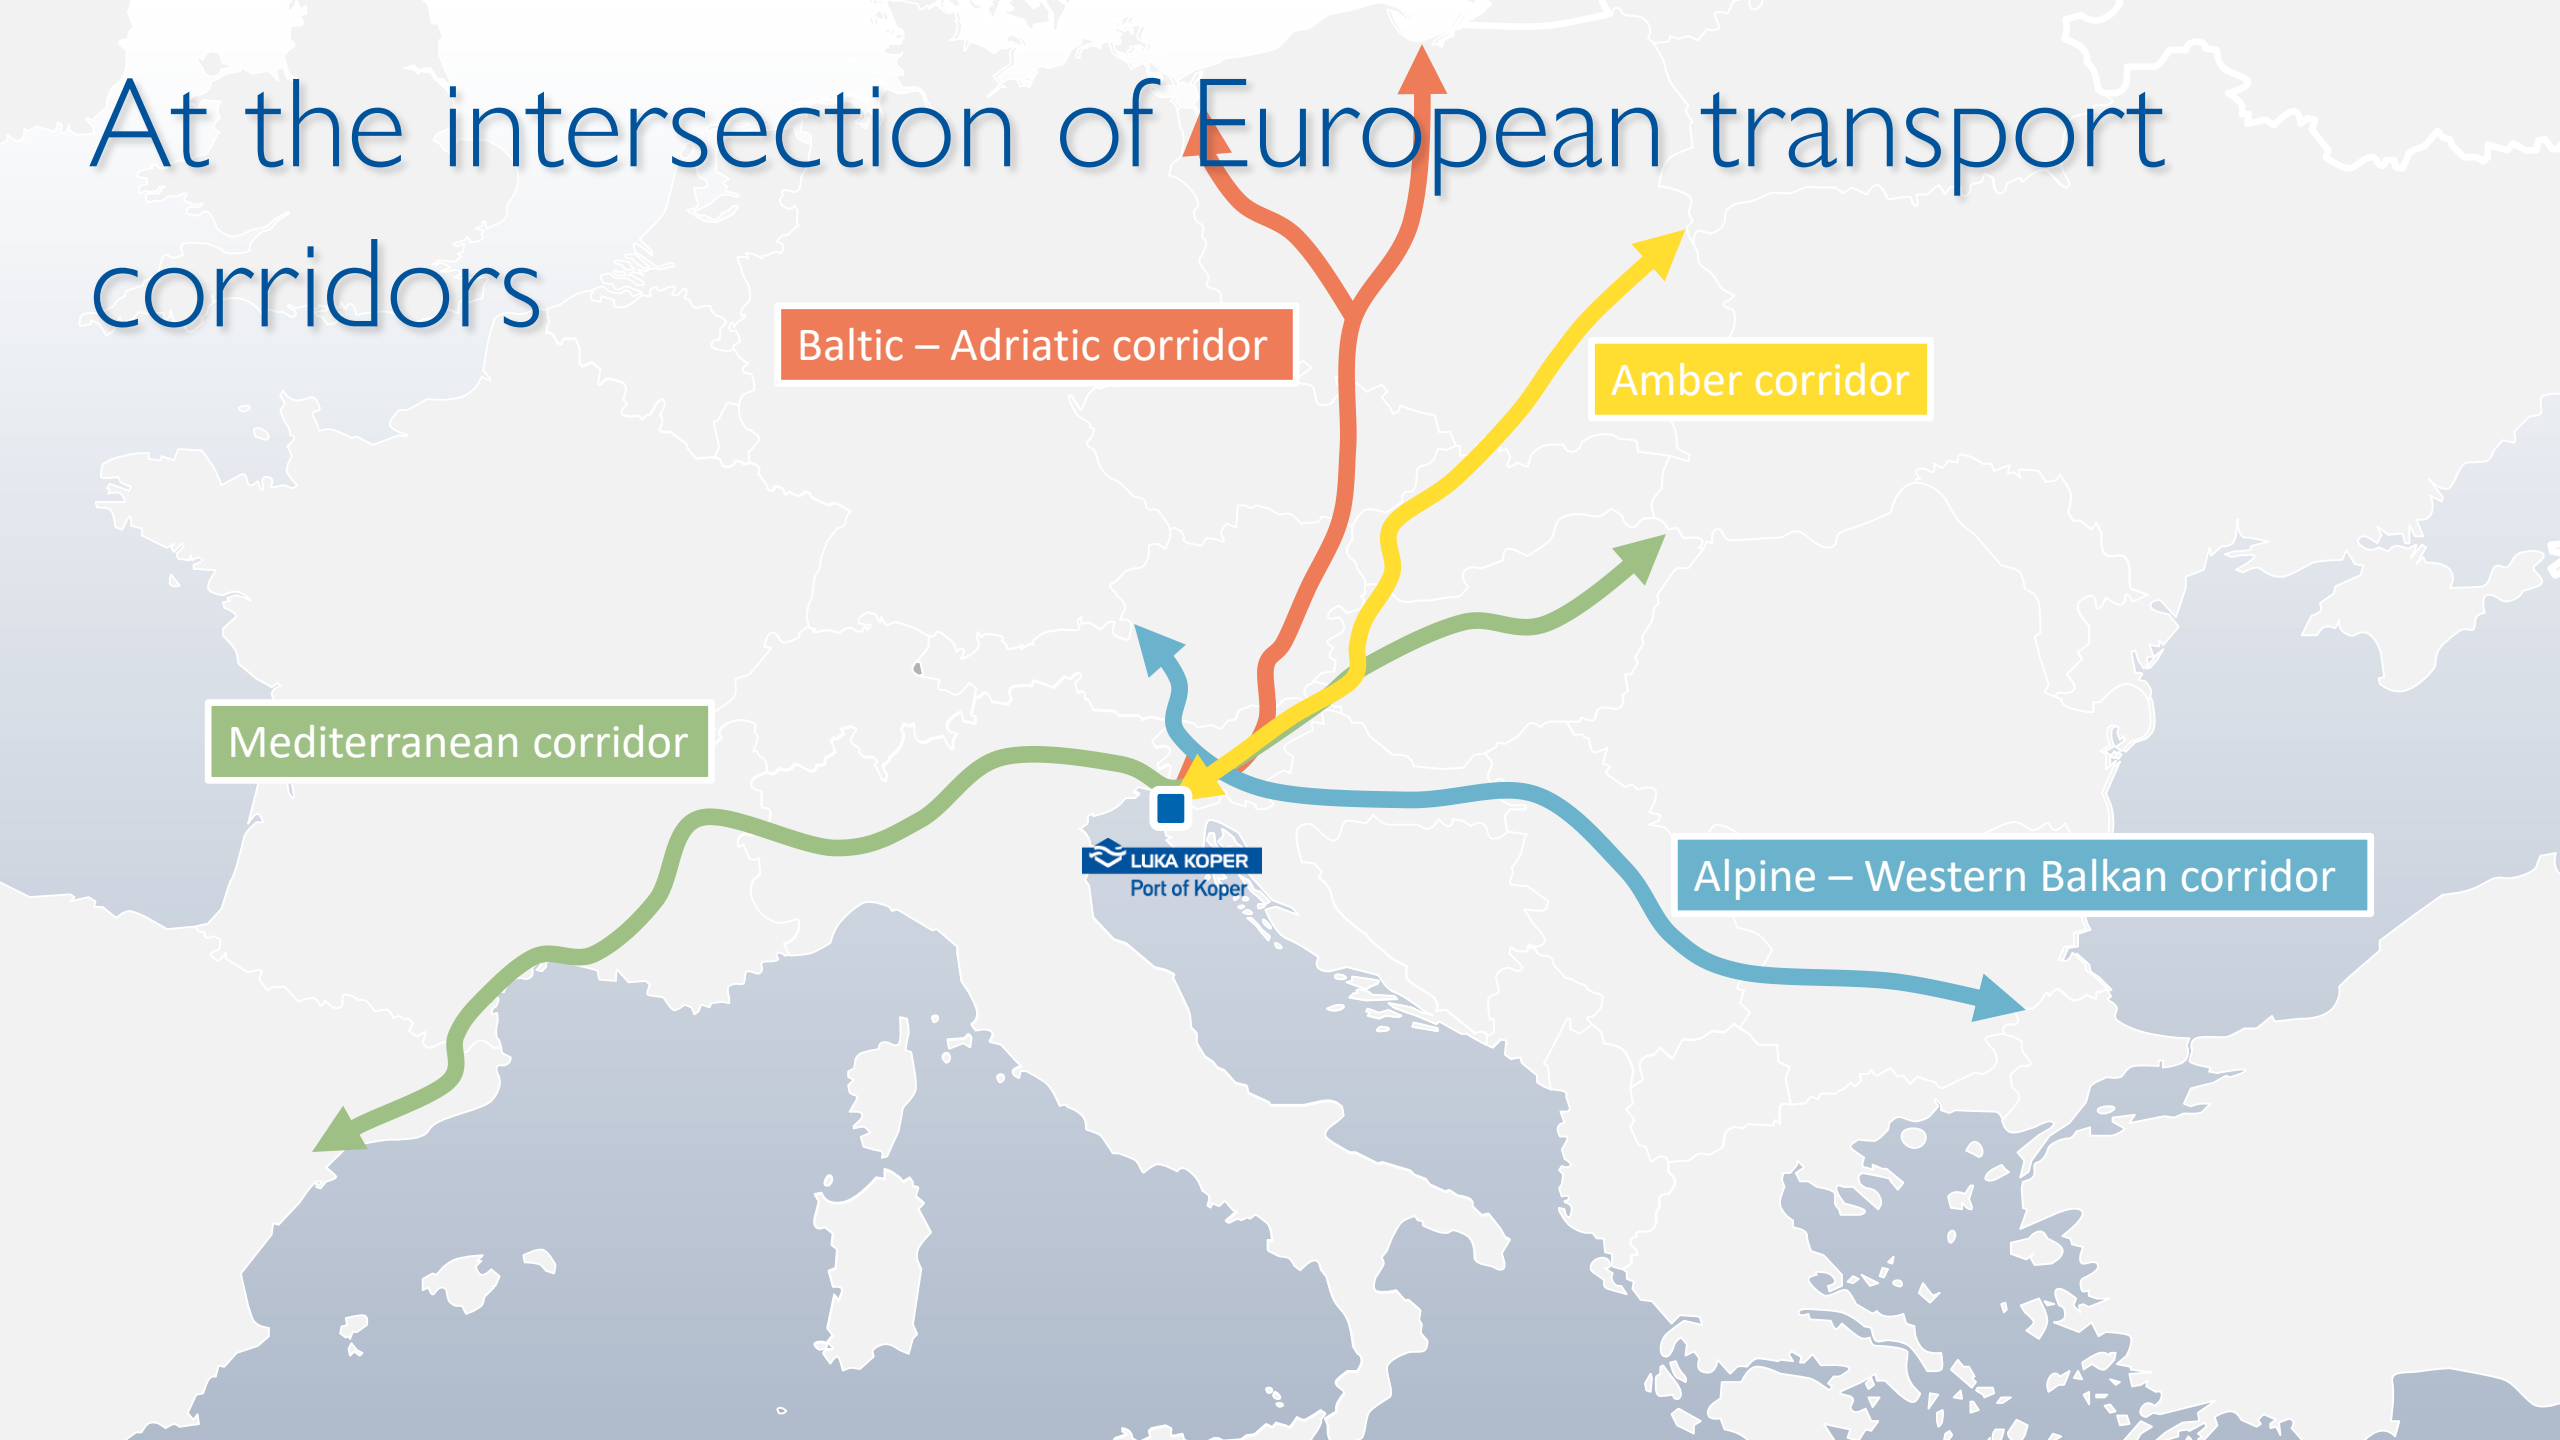 At the intersection of European transport
corridors
Baltic – Adriatic corridor
Amber corridor
Mediterranean corridor
LUKA KOPER
Port of Koper
Alpine – Western Balkan corridor